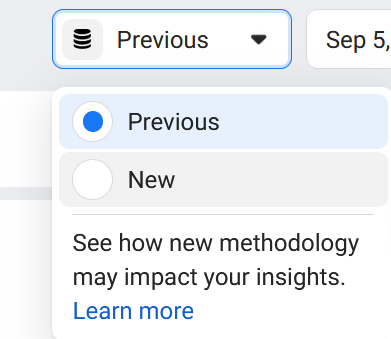 Previous
Sep 5,
Previous
New
See how new methodology
may impact your insights.
Learn more